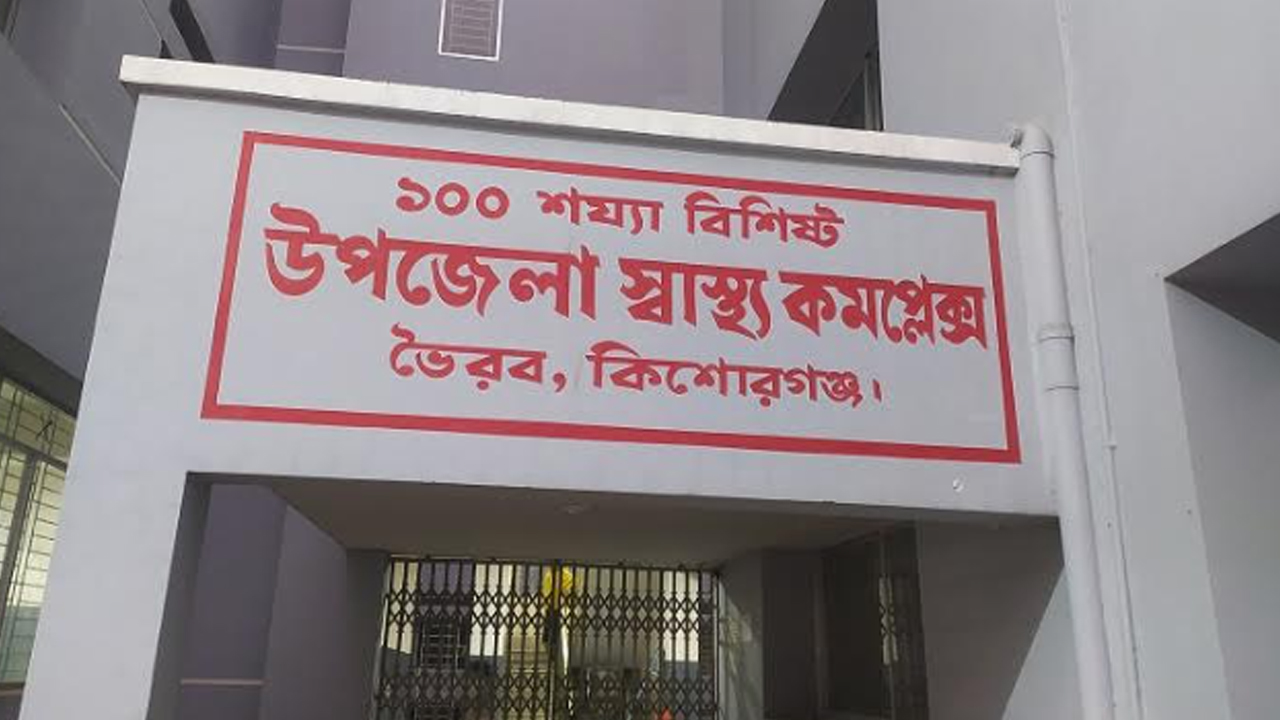 ১০০ শয্যা বিশিষ্ট
উপজেলা স্বাস্থ্য কমপ্লেক্স
ভৈরব, কিশোরগঞ্জ।